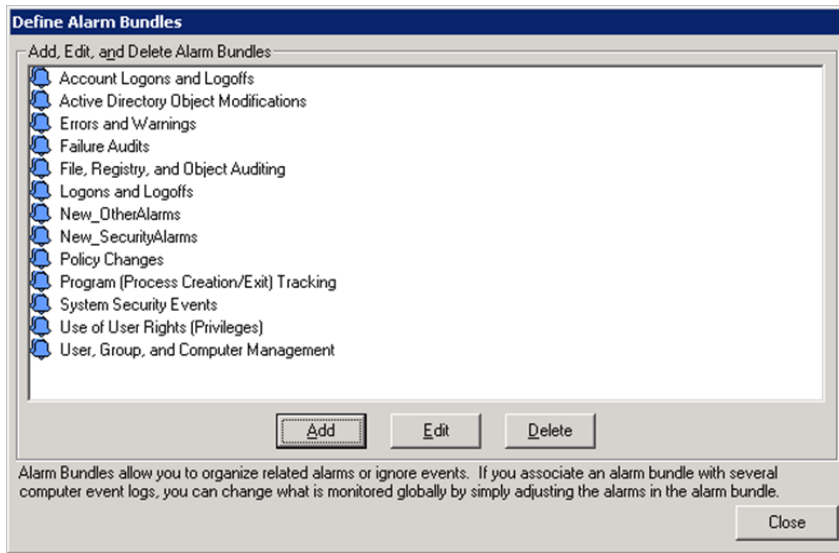 Define Alarm Bundles
Add, Edit, and Delete Alarm Bundles
Account Logons and Logoffs
Active Directory Object Modifications
Errors and Warnings
Failure Audits
File, Registry, and Object Auditing
Logons and Logoffs
New_OtherAlarms
New_SecurityAlarms
Policy Changes
Program (Process Creation/Exit) Tracking
System Security Events
Use of User Rights (Privileges)
User, Group, and Computer Management
Add Edit Delete
Alarm Bundles allow you to organize related alarms or ignore events. If you associate an alarm bundle with several
computer event logs, you can change what is monitored globally by simply adjusting the alarms in the alarm bundle.
Close